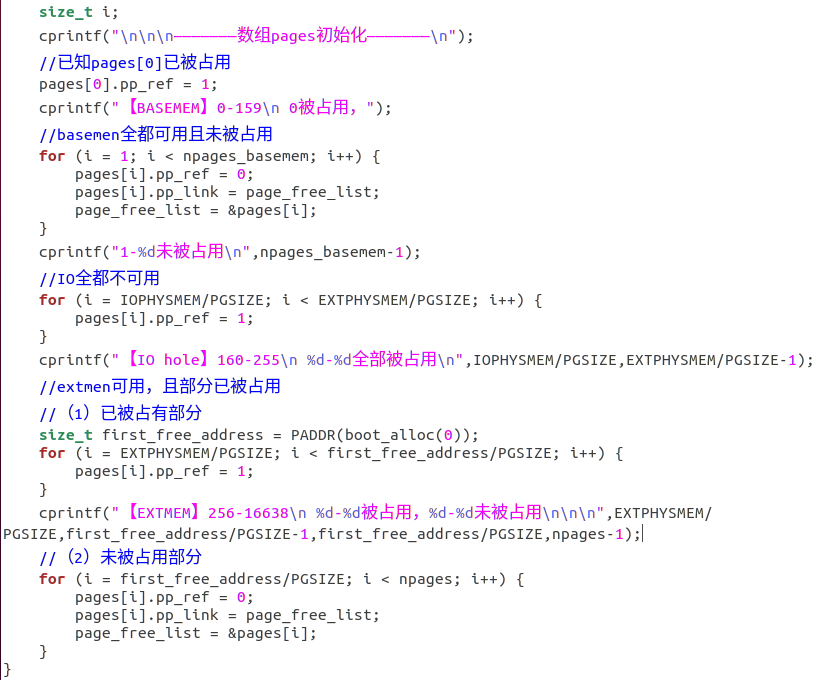 size_t i;
cprintf("\n\n\n———————数组pages初始化———————\n");
//已知pages[0]已被占用
pages[0].pp_ref = 1;
cprintf("【BASEMEM】0-159\n 0被占用，");
//basemen全都可用且未被占用
for (i = 1; i < npages_basemem; i++) {
pages[i].pp_ref = 0;
pages[i].pp_link = page_free_list;
page_free_list = &pages[i];
}
cprintf("1-%d未被占用\n",npages_basemem-1);
//IO全都不可用
for (i = IOPHYSMEM/PGSIZE; i < EXTPHYSMEM/PGSIZE; i++) {
pages[i].pp_ref = 1;
}
cprintf("【IO hole】160-255\n %d-%d全部被占用\n",IOPHYSMEM/PGSIZE,EXTPHYSMEM/PGSIZE-1);
//extmen可用，且部分已被占用
//（1）已被占有部分
size_t first_free_address = PADDR(boot_alloc(0));
for (i = EXTPHYSMEM/PGSIZE; i < first_free_address/PGSIZE; i++) {
pages[i].pp_ref = 1;
}
cprintf("【EXTMEM】256-16638\n %d-%d被占用，%d-%d未被占用\n\n\n",EXTPHYSMEM/
PGSIZE,first_free_address/PGSIZE-1,first_free_address/PGSIZE,npages-1);
//（2）未被占用部分
for (i = first_free_address/PGSIZE; i < npages; i++) {
pages[i].pp_ref = 0;
pages[i].pp_link = page_free_list;
page_free_list = &pages[i];
}
}